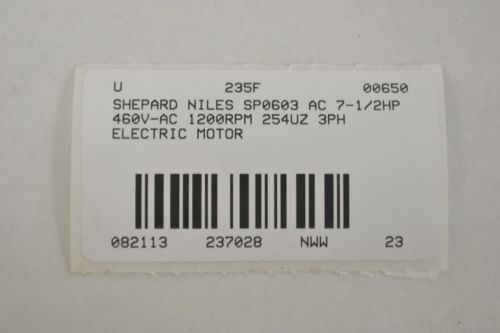 U 235F 00650
SHEPARD NILES SP0603 AC 7-1/2HP
460V-AC 1200RPM 254UZ 3PH
ELECTRIC MOTOR
082113 237028 NWW 23